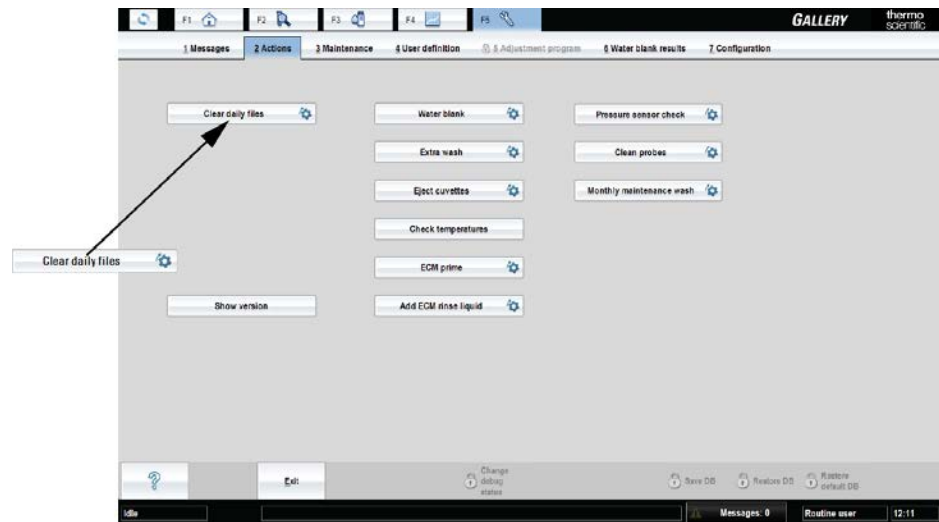 F1 F2 F3 F4 F5 GALLERY thermo scientific
1 Messages 2 Actions 3 Maintenance 4 User definition 5 Adjustment program 6 Water blank results 7 Configuration
Clear daily files Water blank Pressure sensor check
Extra wash Clean probes
Eject cuvettes Monthly maintenance wash
Check temperatures
Clear daily files
ECM prime
Show version Add ECM rinse liquid
? Exit Change debug status Save DB Restore DB Restore default DB
Idle Messages: 0 Routine user 12:11